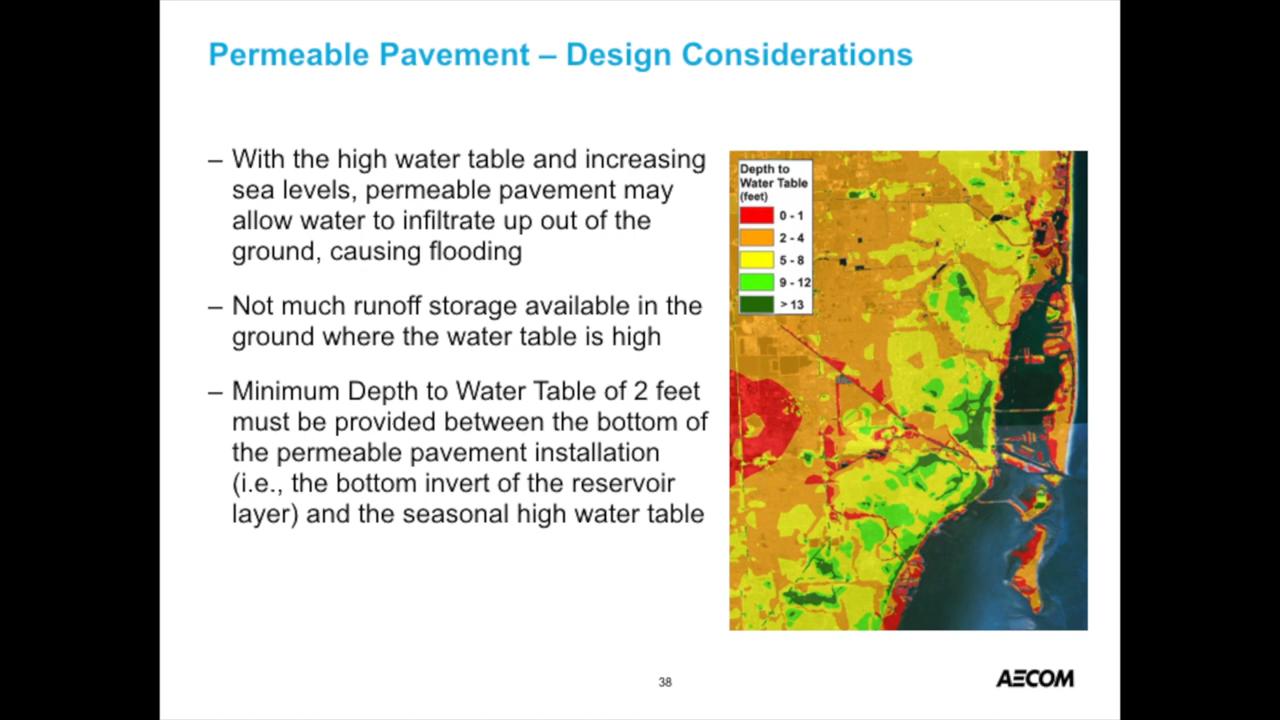 Permeable Pavement – Design Considerations
– With the high water table and increasing
sea levels, permeable pavement may
allow water to infiltrate up out of the
ground, causing flooding
– Not much runoff storage available in the
ground where the water table is high
– Minimum Depth to Water Table of 2 feet
must be provided between the bottom of
the permeable pavement installation
(i.e., the bottom invert of the reservoir
layer) and the seasonal high water table
Depth to
Water Table
(feet)
0 - 1
2 - 4
5 - 8
9 - 12
> 13
38
AECOM